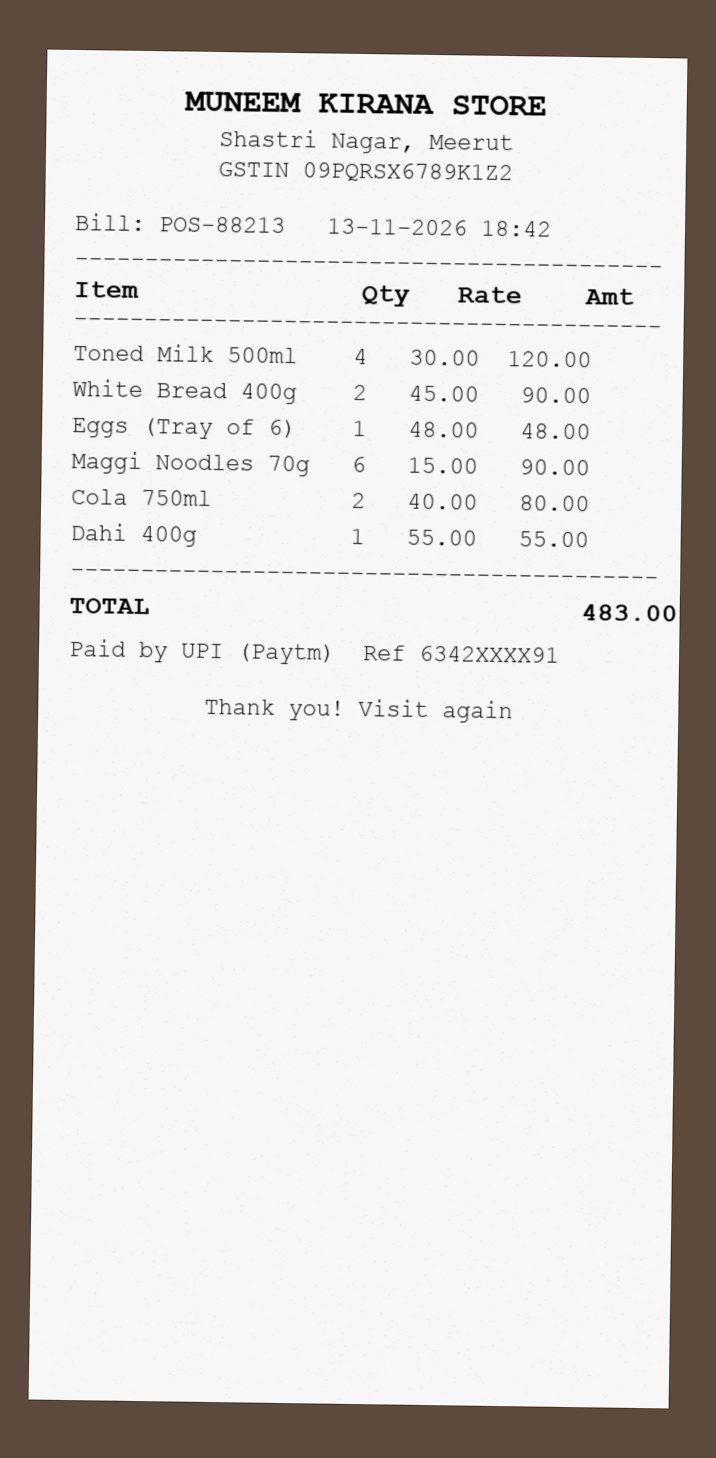 MUNEEM KIRANA STORE
Shastri Nagar, Meerut
GSTIN 09PQRSX6789K1Z2
Bill: POS-88213 13-11-2026 18:42
------------------------------------------
Item Qty Rate Amt
------------------------------------------
Toned Milk 500ml 4 30.00 120.00
White Bread 400g 2 45.00 90.00
Eggs (Tray of 6) 1 48.00 48.00
Maggi Noodles 70g 6 15.00 90.00
Cola 750ml 2 40.00 80.00
Dahi 400g 1 55.00 55.00
------------------------------------------
TOTAL 483.00
Paid by UPI (Paytm) Ref 6342XXXX91
Thank you! Visit again